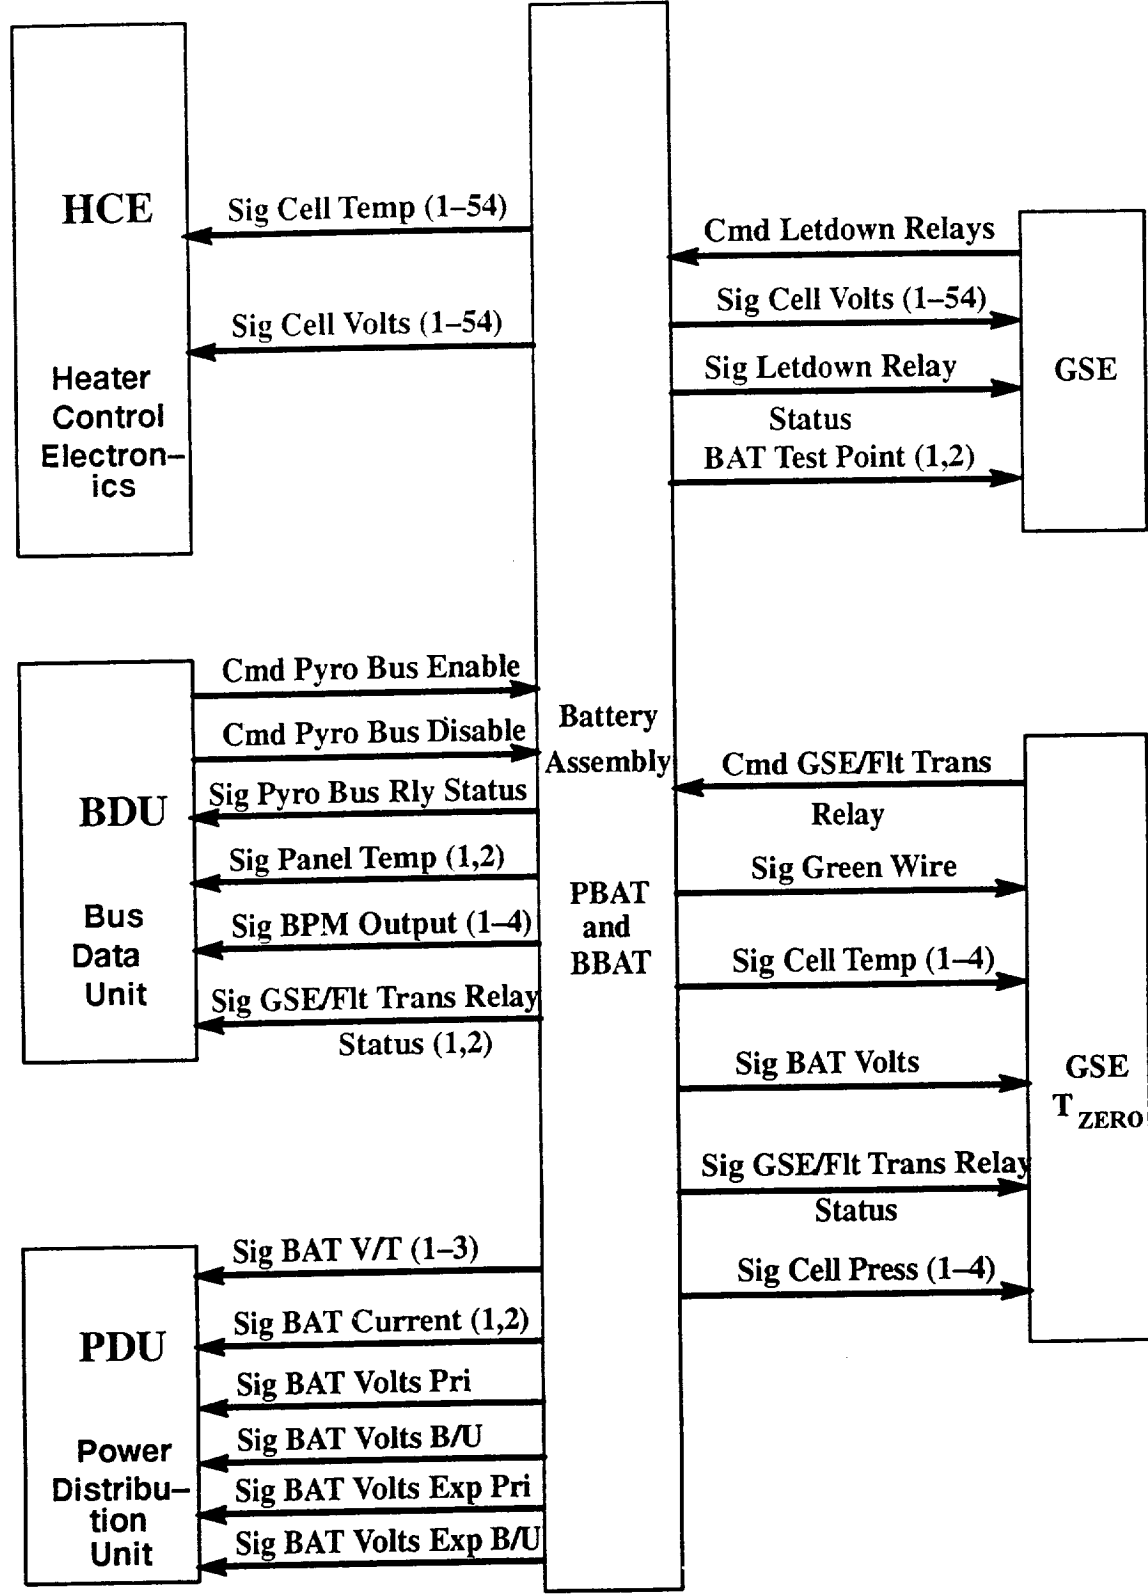 HCE
Heater
Control
Electron–
ics
Sig Cell Temp (1–54)
Sig Cell Volts (1–54)
Cmd Letdown Relays
Sig Cell Volts (1–54)
Sig Letdown Relay
Status
BAT Test Point (1,2)
GSE
BDU
Bus
Data
Unit
Cmd Pyro Bus Enable
Cmd Pyro Bus Disable
Sig Pyro Bus Rly Status
Sig Panel Temp (1,2)
Sig BPM Output (1–4)
Sig GSE/Flt Trans Relay
Status (1,2)
Battery
Assembly
PBAT
and
BBAT
Cmd GSE/Flt Trans
Relay
Sig Green Wire
Sig Cell Temp (1–4)
Sig BAT Volts
Sig GSE/Flt Trans Relay
Status
Sig Cell Press (1–4)
GSE
T ZERO
PDU
Power
Distribu–
tion
Unit
Sig BAT V/T (1–3)
Sig BAT Current (1,2)
Sig BAT Volts Pri
Sig BAT Volts B/U
Sig BAT Volts Exp Pri
Sig BAT Volts Exp B/U